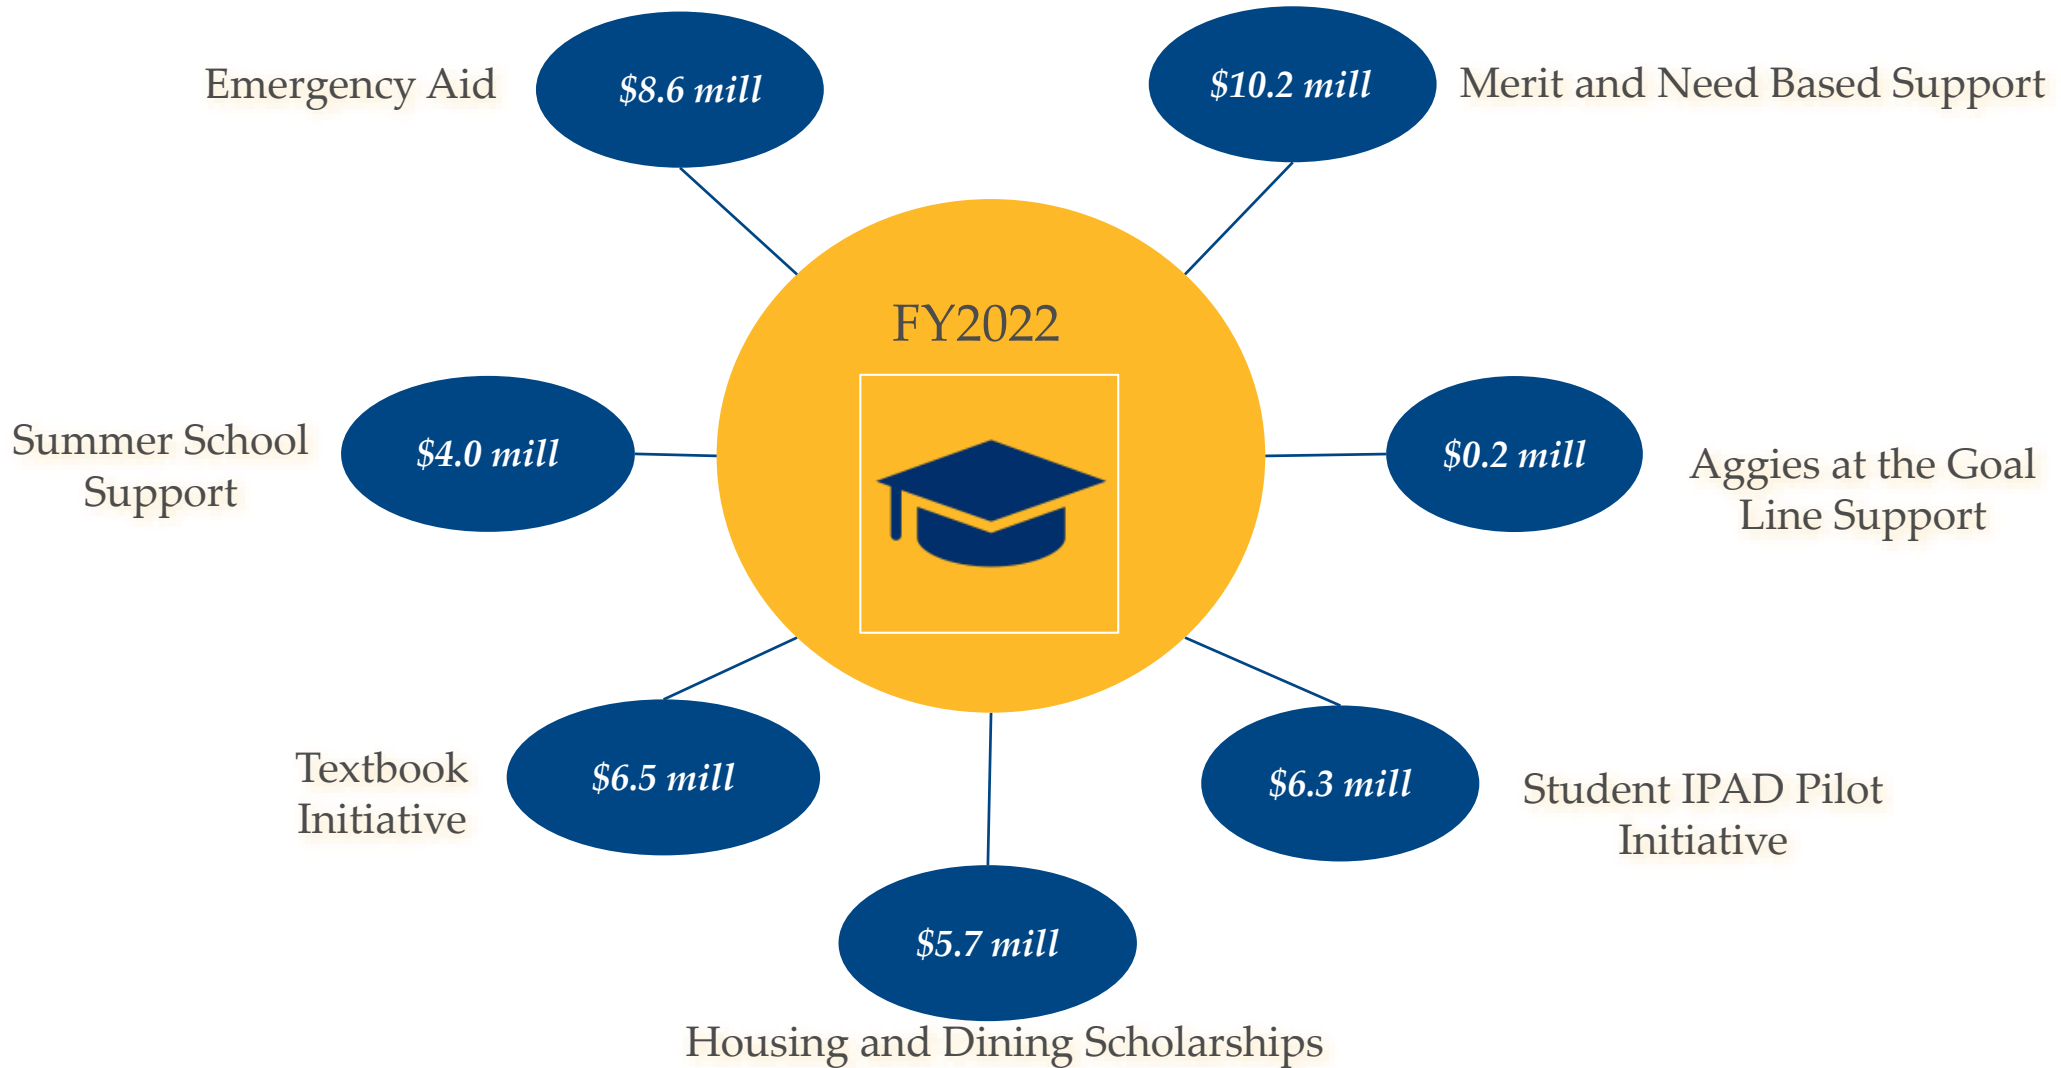 Emergency Aid
$8.6 mill
$10.2 mill
Merit and Need Based Support
FY2022
Summer School
Support
$4.0 mill
$0.2 mill
Aggies at the Goal
Line Support
Textbook
Initiative
$6.5 mill
$6.3 mill
Student IPAD Pilot
Initiative
$5.7 mill
Housing and Dining Scholarships